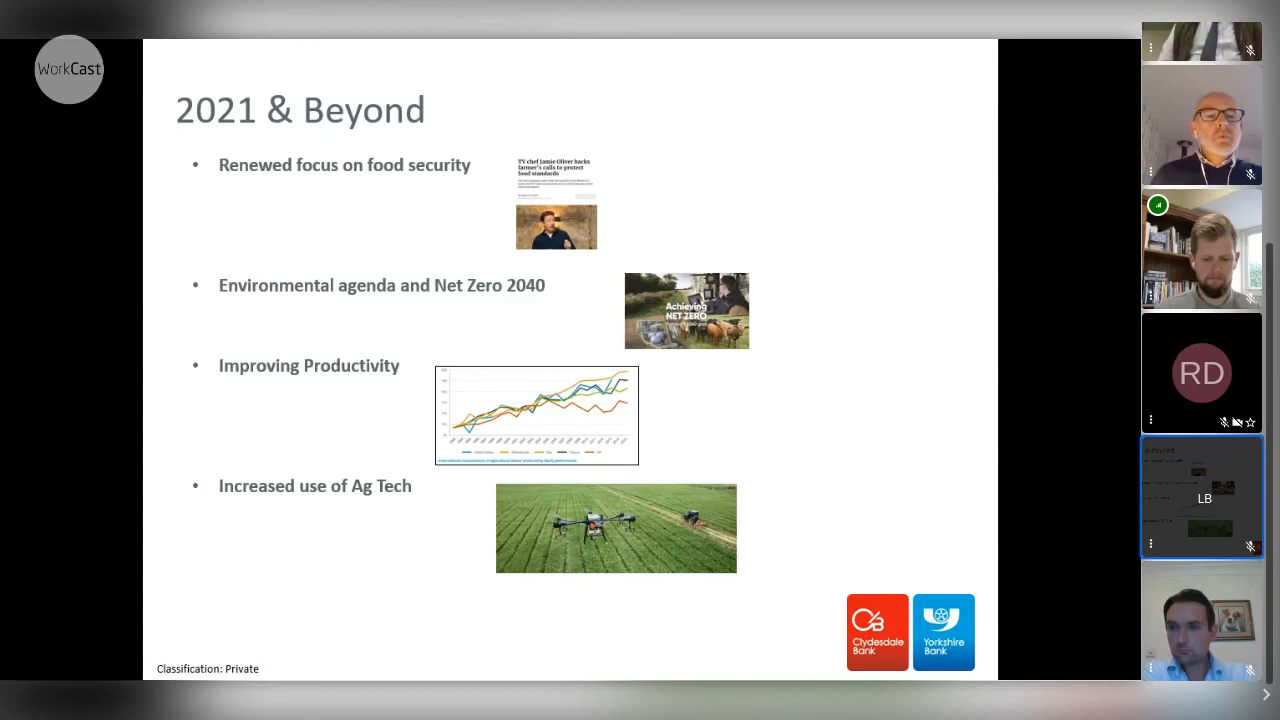 WorkCast
2021 & Beyond
• Renewed focus on food security
TV chef Jamie Oliver backs
farmer's calls to protect
food standards
• Environmental agenda and Net Zero 2040
Achieving
NET ZERO
• Improving Productivity
• Increased use of Ag Tech
Clydesdale
Bank
Yorkshire
Bank
Classification: Private
RD
LB